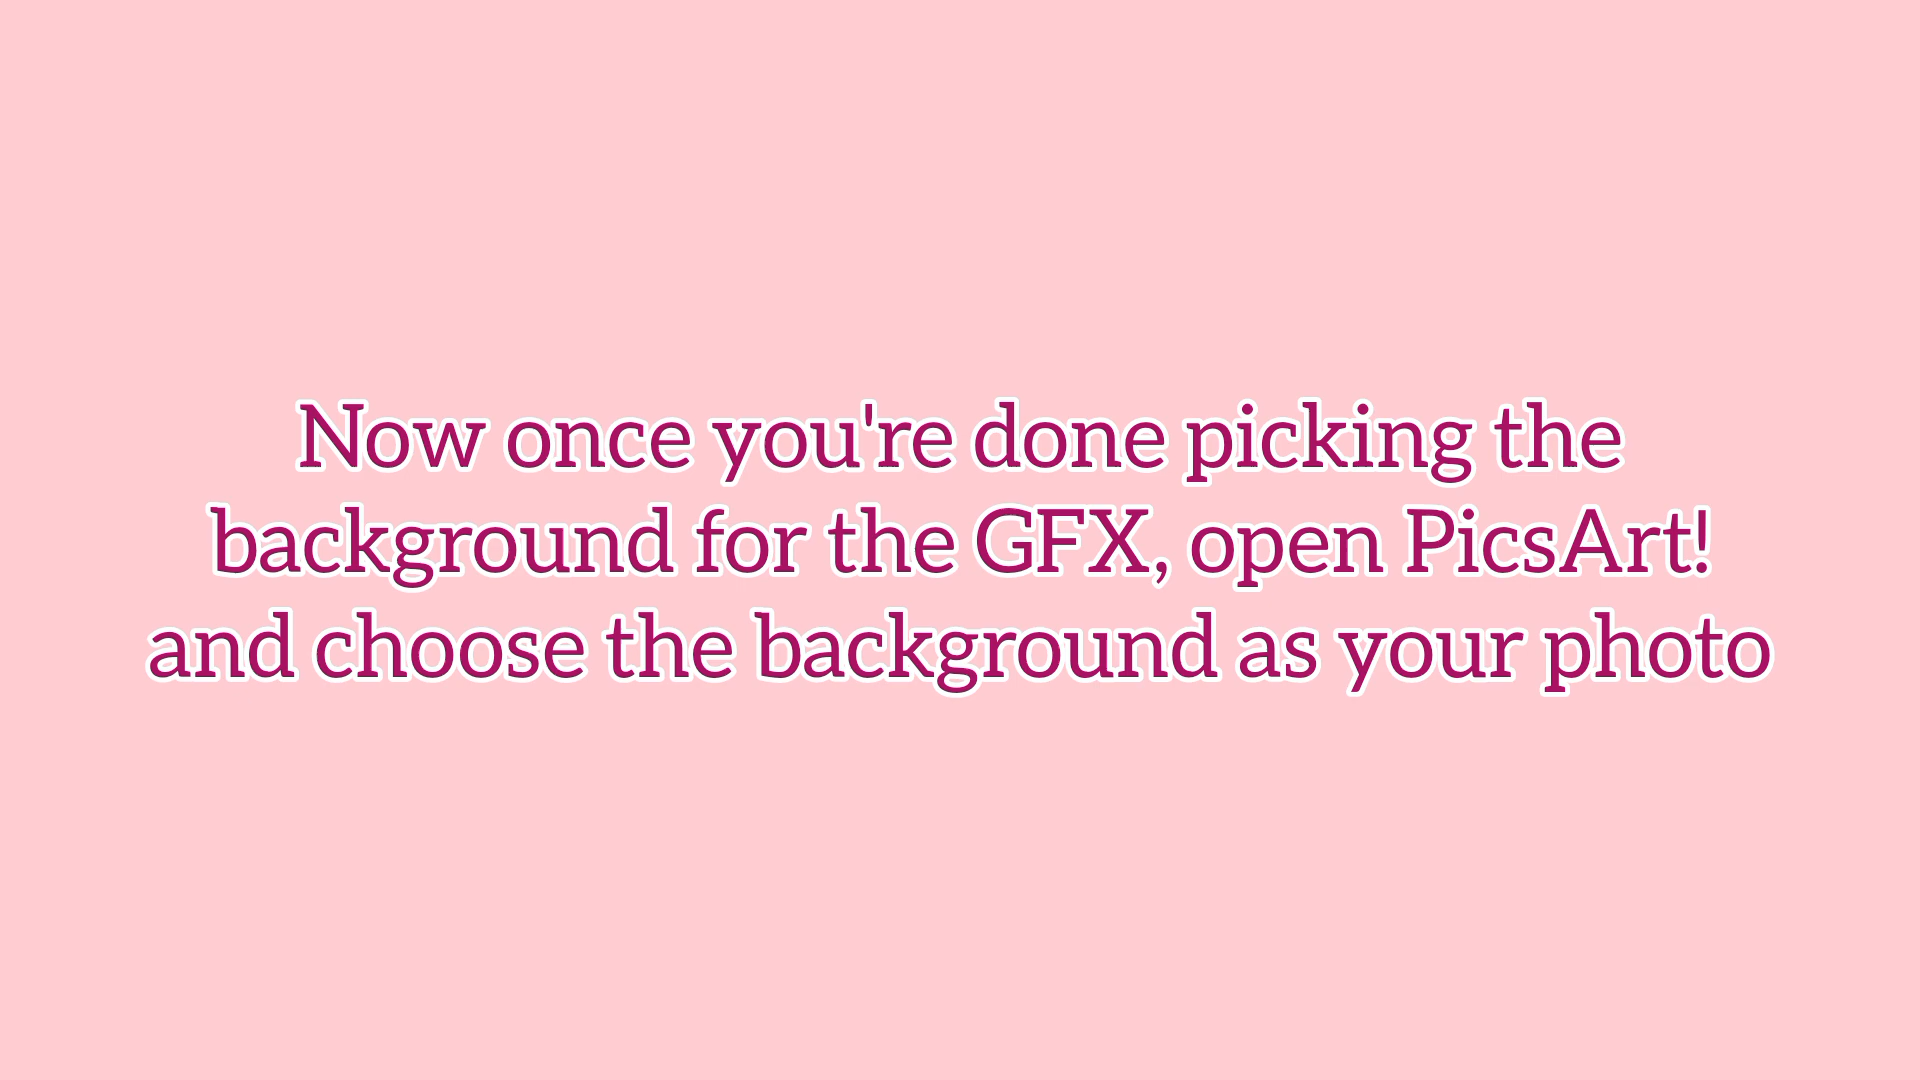 Now once you're done picking the
background for the GFX, open PicsArt!
and choose the background as your photo